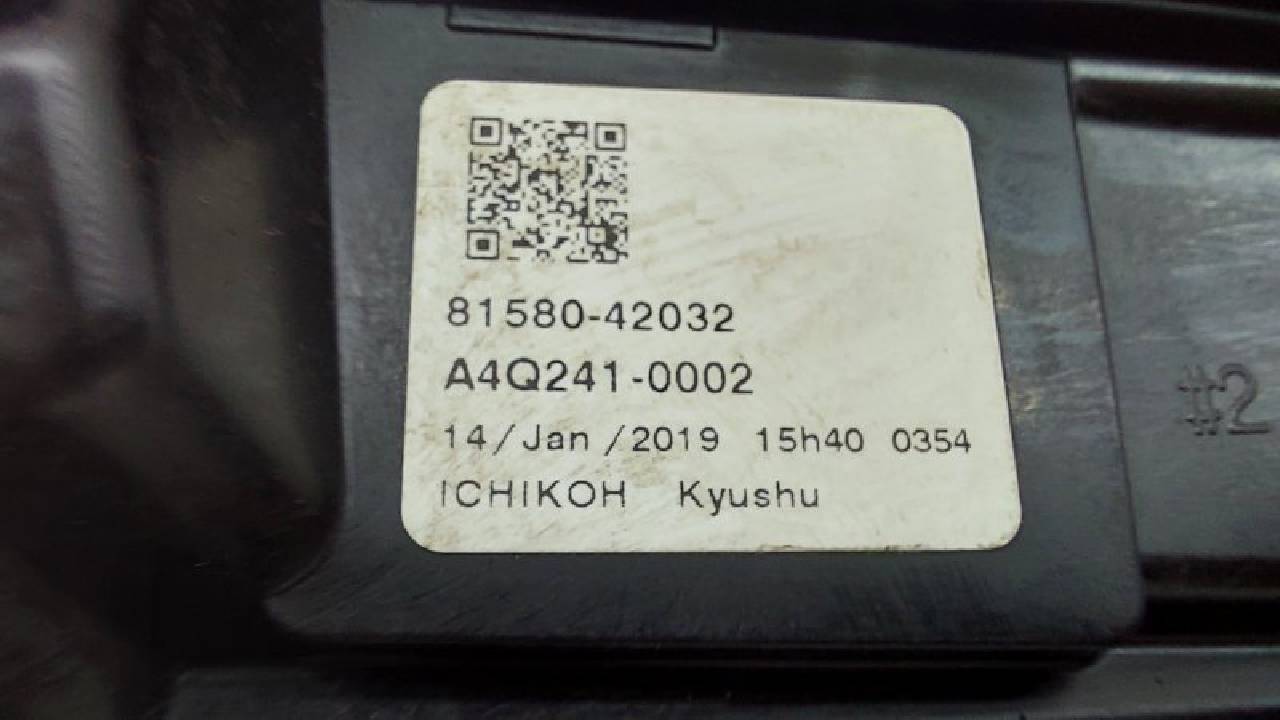 81580-42032
A4Q241-0002
14/Jan/2019 15h40 0354
ICHIKOH Kyushu
#2